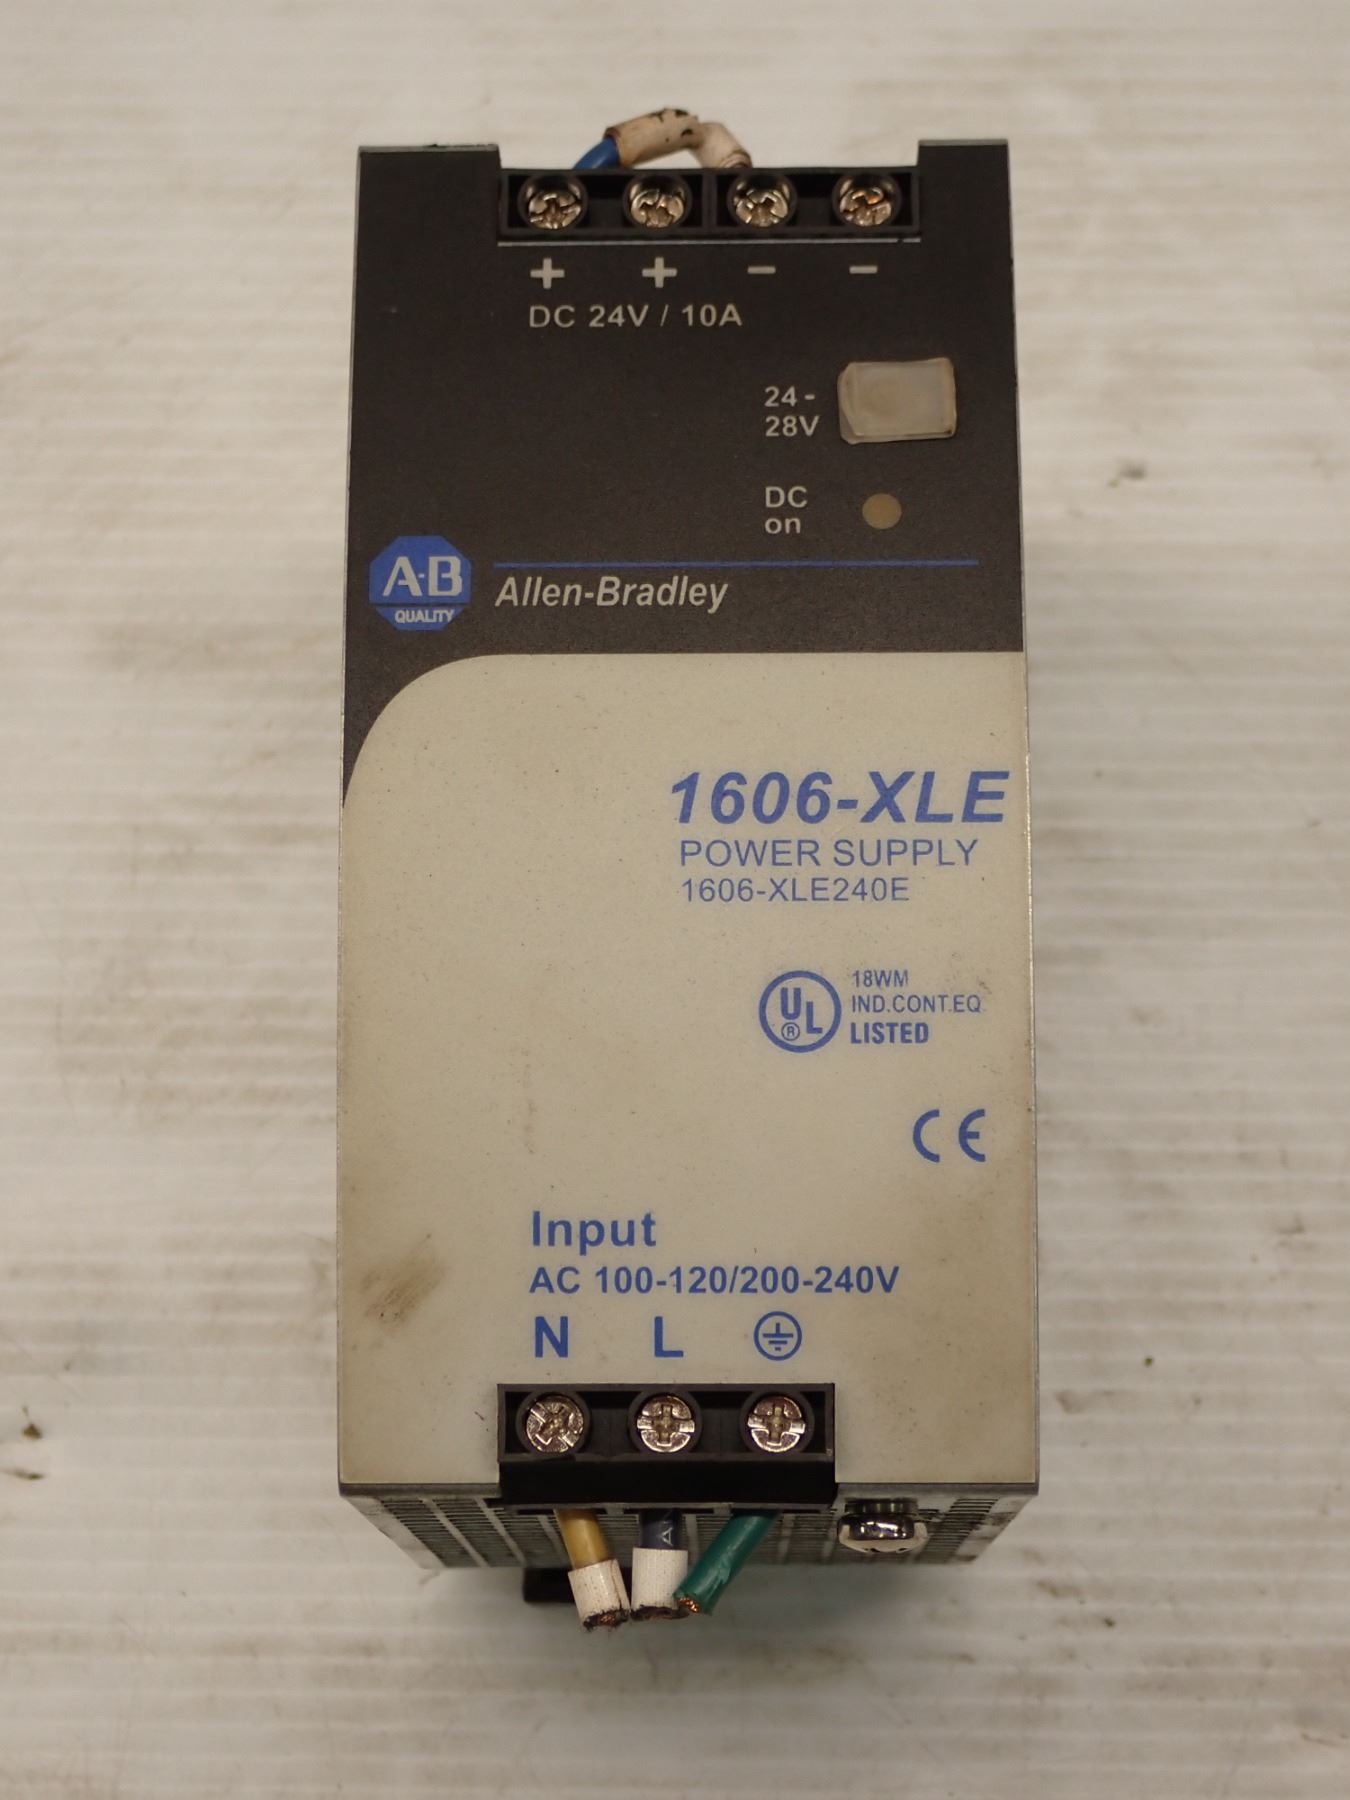 + + - -
DC 24V / 10A
24 -
28V
DC
on
A-B
QUALITY
Allen-Bradley
1606-XLE
POWER SUPPLY
1606-XLE240E
UL
®
18WM
IND.CONT.EQ.
LISTED
CE
Input
AC 100-120/200-240V
N L